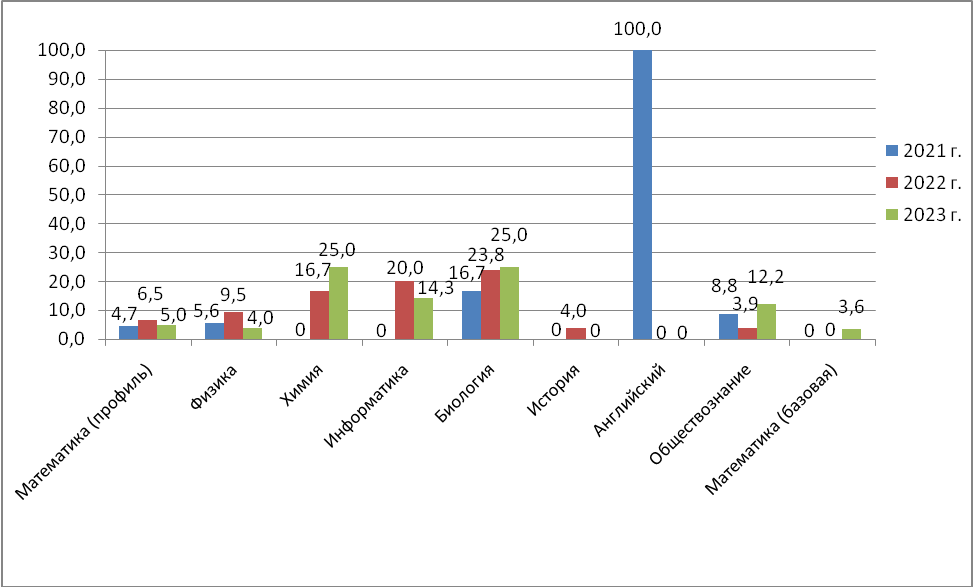 100,0
100,0
90,0
80,0
70,0
60,0
50,0
40,0
30,0
20,0
10,0
0,0
4,7 6,5 5,0
5,6 9,5 4,0
0 16,7 25,0
0 20,0 14,3
16,7 23,8 25,0
0 4,0 0
0 0
8,8 3,9 12,2
0 0 3,6
Математика (профиль)
Физика
Химия
Информатика
Биология
История
Английский
Обществознание
Математика (базовая)
2021 г.
2022 г.
2023 г.